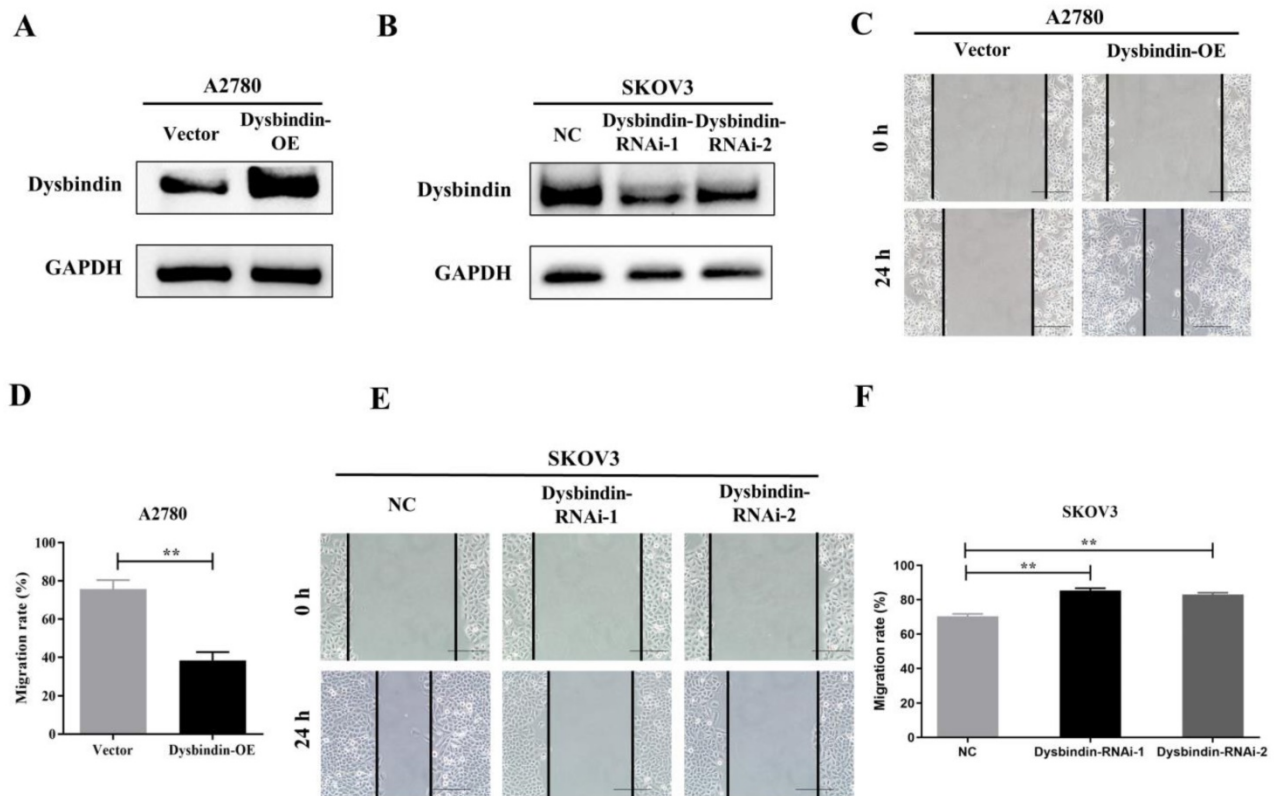 A
A2780
Vector
Dysbindin-
OE
Dysbindin
GAPDH
B
SKOV3
NC
Dysbindin-
RNAi-1
Dysbindin-
RNAi-2
Dysbindin
GAPDH
C
A2780
Vector
Dysbindin-OE
0 h
24 h
D
A2780
Migration rate (%)
100
80
60
40
20
0
**
Vector
Dysbindin-OE
E
SKOV3
NC
Dysbindin-
RNAi-1
Dysbindin-
RNAi-2
0 h
24 h
F
SKOV3
Migration rate (%)
100
80
60
40
20
0
**
**
NC
Dysbindin-RNAi-1
Dysbindin-RNAi-2